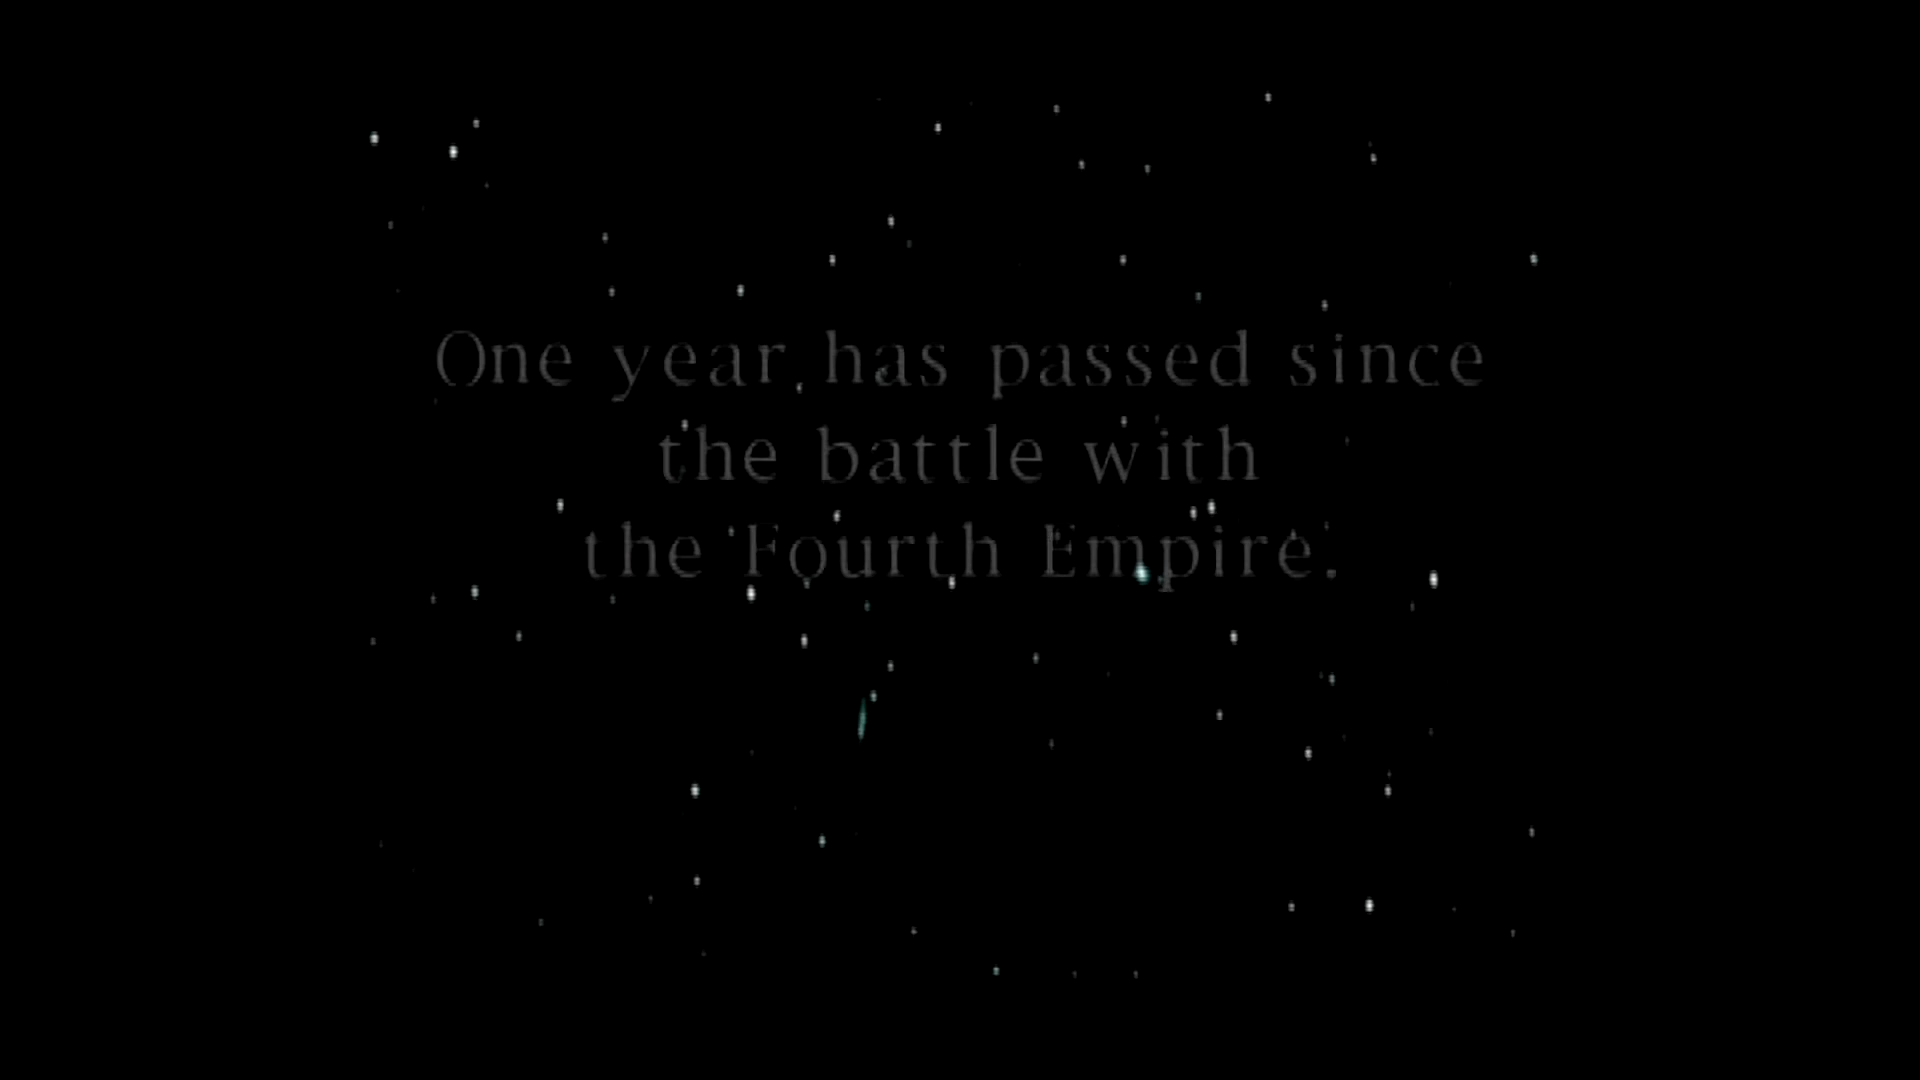 One year has passed since
the battle with
the 'Fourth Empire'.